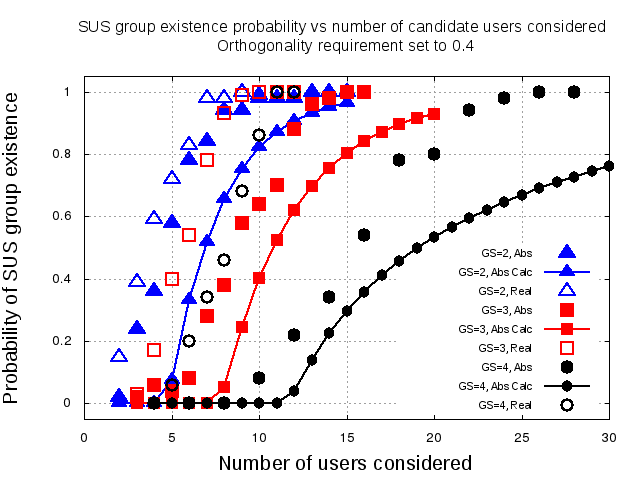 SUS group existence probability vs number of candidate users considered
Orthogonality requirement set to 0.4
Probability of SUS group existence
1
0.8
0.6
0.4
0.2
0
GS=2, Abs
GS=2, Abs Calc
GS=2, Real
GS=3, Abs
GS=3, Abs Calc
GS=3, Real
GS=4, Abs
GS=4, Abs Calc
GS=4, Real
0 5 10 15 20 25 30
Number of users considered